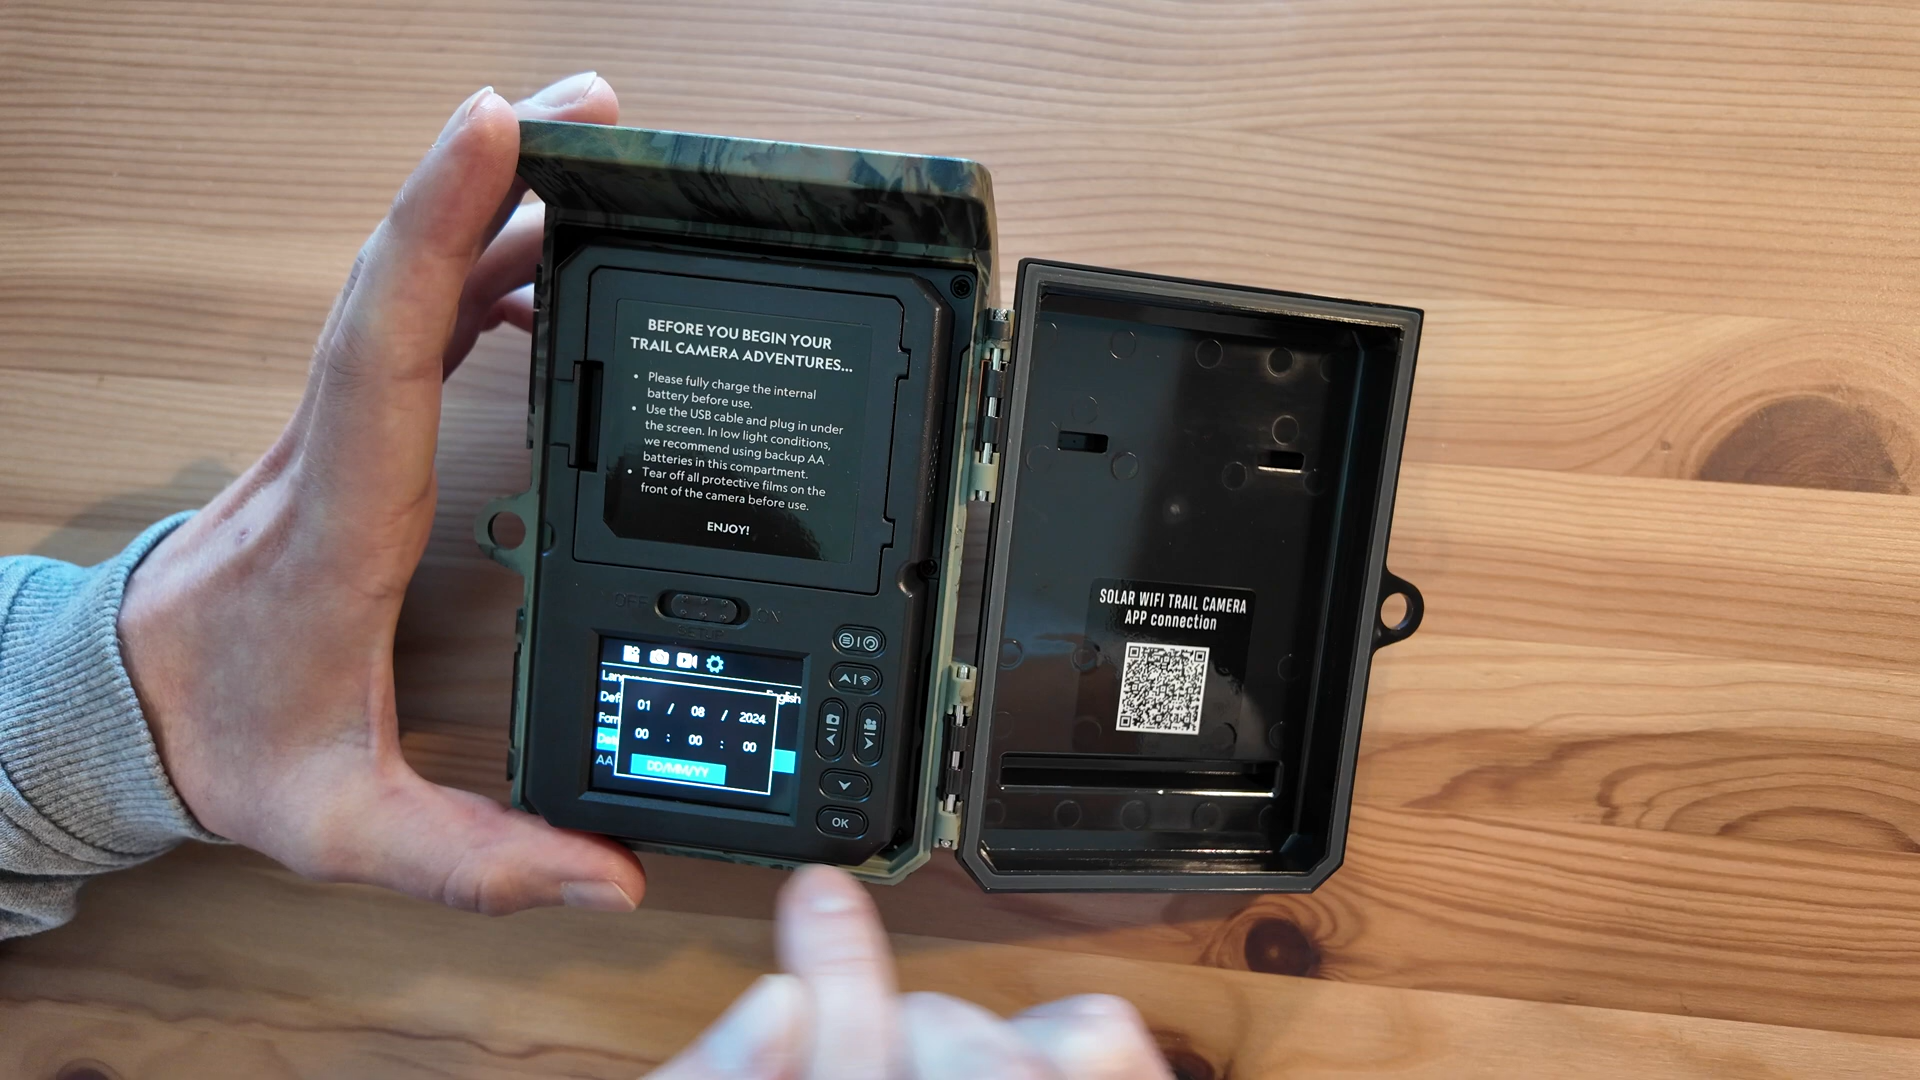 BEFORE YOU BEGIN YOUR
TRAIL CAMERA ADVENTURES...
• Please fully charge the internal
battery before use.
• Use the USB cable and plug in under
the screen. In low light conditions,
we recommend using backup AA
batteries in this compartment.
• Tear off all protective films on the
front of the camera before use.
ENJOY!
OFF ON
SETUP
English
01 / 08 / 2024
00 : 00 : 00
DD/MM/YY
AA
OK
SOLAR WIFI TRAIL CAMERA
APP connection